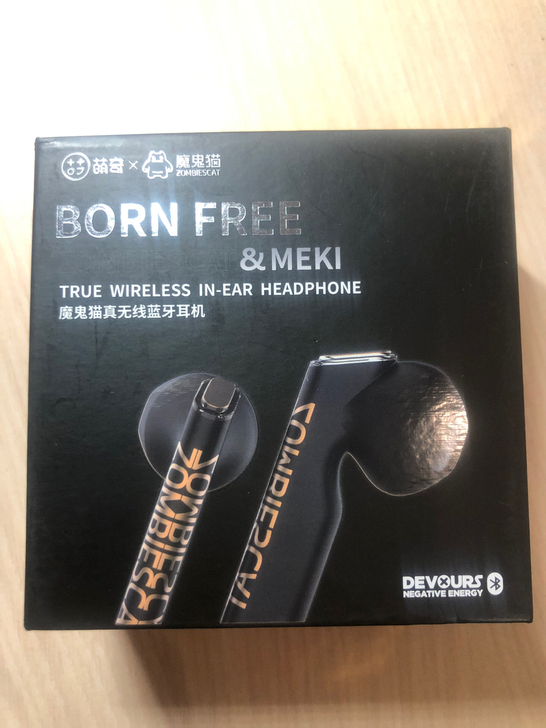 萌奇 × 魔鬼猫
ZOMBIESCAT
BORN FREE
& MEKI
TRUE WIRELESS IN-EAR HEADPHONE
魔鬼猫真无线蓝牙耳机
ZOMBIESCA
ZOMBIESCAT
DEVOURS
NEGATIVE ENERGY